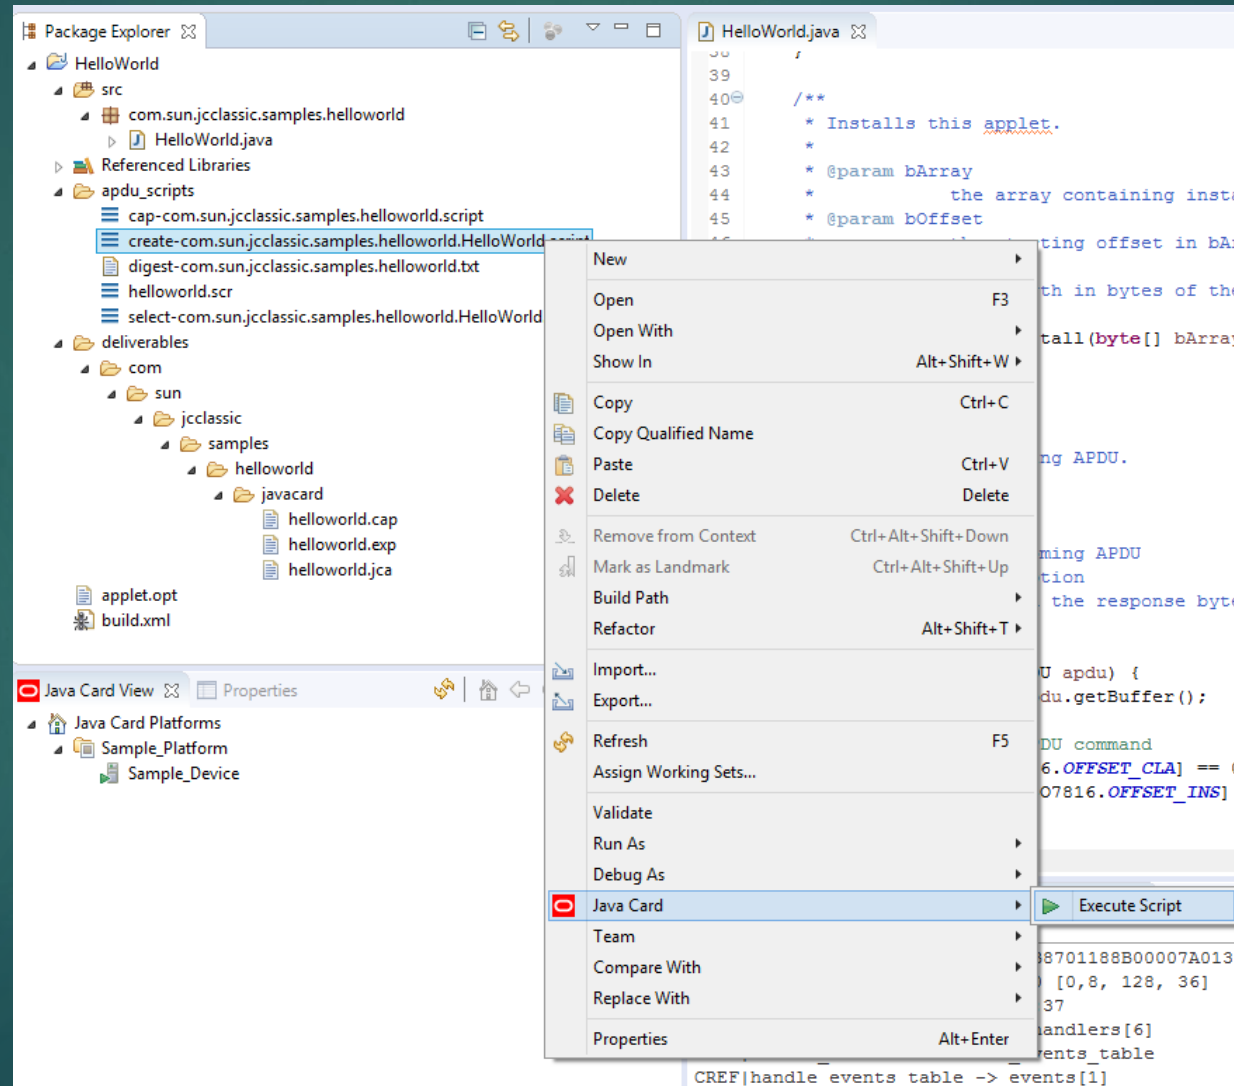 Package Explorer
HelloWorld
src
com.sun.jcclassic.samples.helloworld
HelloWorld.java
Referenced Libraries
apdu_scripts
cap-com.sun.jcclassic.samples.helloworld.script
create-com.sun.jcclassic.samples.helloworld.HelloWorld.script
digest-com.sun.jcclassic.samples.helloworld.txt
helloworld.scr
select-com.sun.jcclassic.samples.helloworld.HelloWorld
deliverables
com
sun
jcclassic
samples
helloworld
javacard
helloworld.cap
helloworld.exp
helloworld.jca
applet.opt
build.xml
Java Card View
Properties
Java Card Platforms
Sample_Platform
Sample_Device
HelloWorld.java
38 }
39
40 /**
41 * Installs this applet.
42 *
43 * @param bArray
44 * the array containing insta
45 * @param bOffset
ting offset in bAr
th in bytes of the
tall(byte[] bArray
ng APDU.
ming APDU
tion
the response byte
U apdu) {
du.getBuffer();
DU command
6.OFFSET_CLA] ==
O7816.OFFSET_INS]
New
Open F3
Open With
Show In Alt+Shift+W
Copy Ctrl+C
Copy Qualified Name
Paste Ctrl+V
Delete Delete
Remove from Context Ctrl+Alt+Shift+Down
Mark as Landmark Ctrl+Alt+Shift+Up
Build Path
Refactor Alt+Shift+T
Import...
Export...
Refresh F5
Assign Working Sets...
Validate
Run As
Debug As
Java Card
Execute Script
Team
Compare With
Replace With
Properties Alt+Enter
8701188B00007A013
) [0,8, 128, 36]
37
handlers[6]
vents_table
CREF|handle_events_table -> events[1]